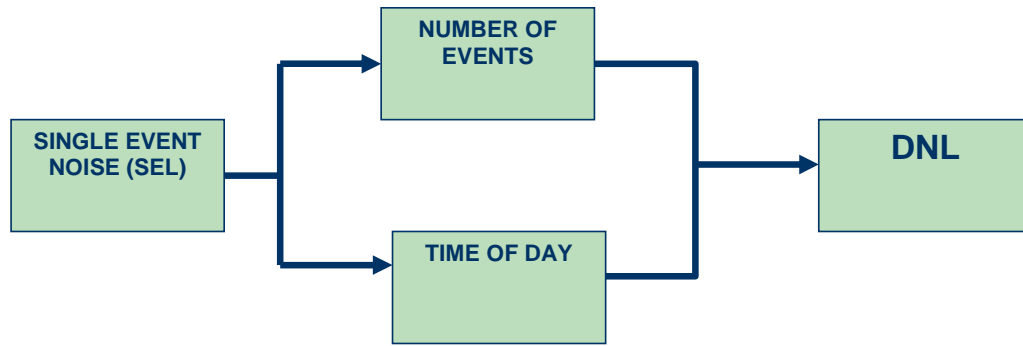 NUMBER OF
EVENTS
SINGLE EVENT
NOISE (SEL)
DNL
TIME OF DAY